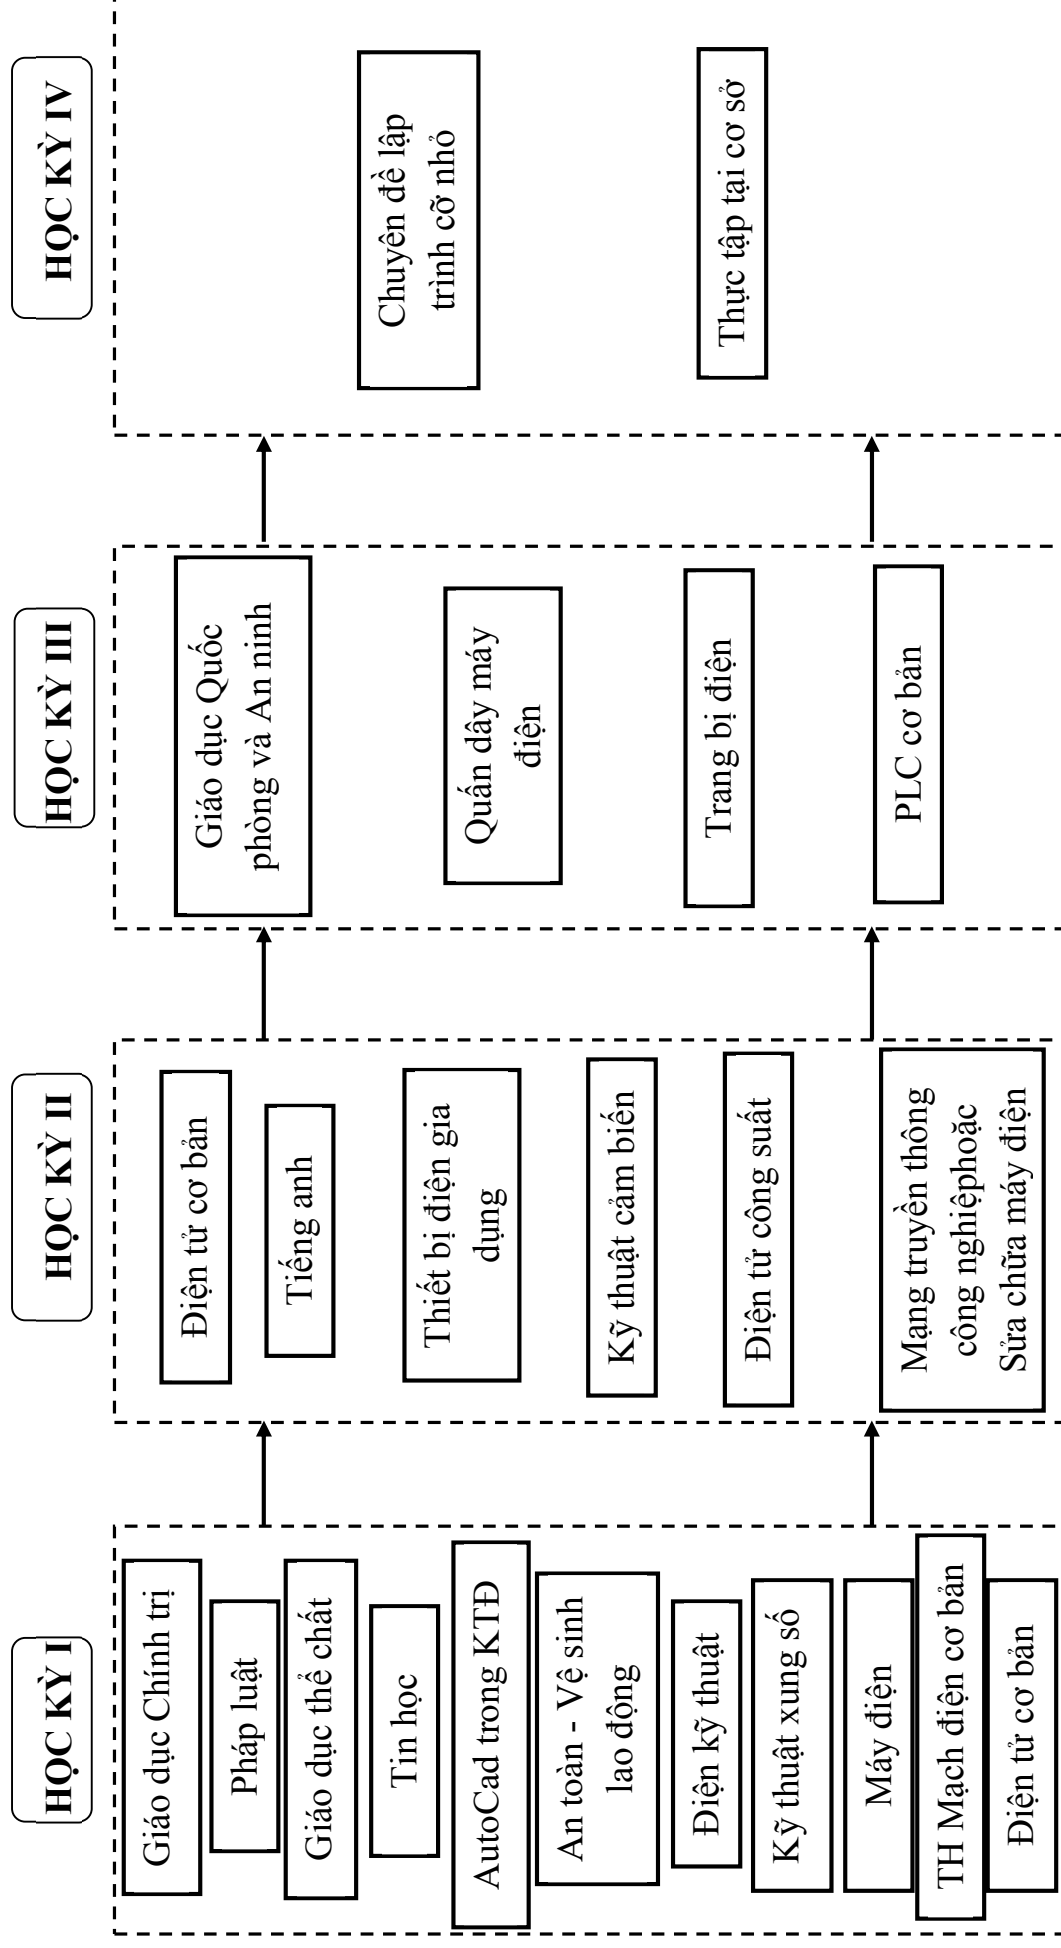 HỌC KỲ I
Giáo dục Chính trị
Pháp luật
Giáo dục thể chất
Tin học
AutoCad trong KTĐ
An toàn - Vệ sinh
lao động
Điện kỹ thuật
Kỹ thuật xung số
Máy điện
TH Mạch điện cơ bản
Điện tử cơ bản
HỌC KỲ II
Điện tử cơ bản
Tiếng anh
Thiết bị điện gia
dụng
Kỹ thuật cảm biến
Điện tử công suất
Mạng truyền thông
công nghiệphoặc
Sửa chữa máy điện
HỌC KỲ III
Giáo dục Quốc
phòng và An ninh
Quấn dây máy
điện
Trang bị điện
PLC cơ bản
HỌC KỲ IV
Chuyên đề lập
trình cỡ nhỏ
Thực tập tại cơ sở